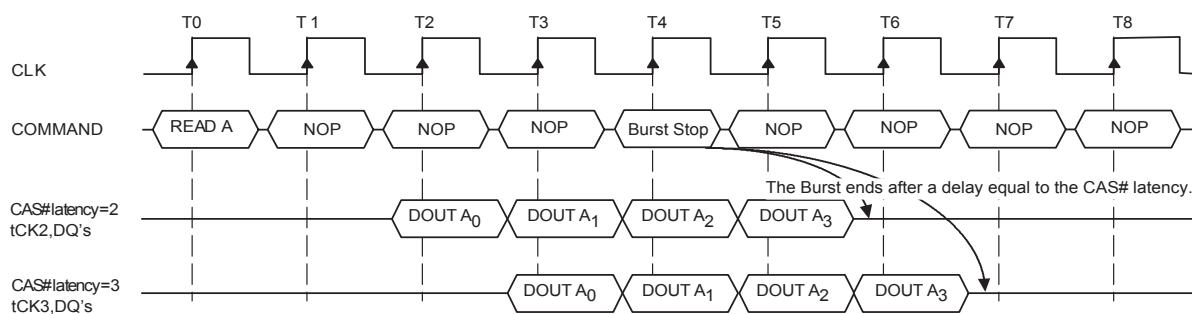 T0 T 1 T2 T3 T4 T5 T6 T7 T8
CLK
COMMAND READ A NOP NOP NOP Burst Stop NOP NOP NOP NOP
The Burst ends after a delay equal to the CAS# latency.
CAS# latency=2
tCK2,DQ's
DOUT A0 DOUT A1 DOUT A2 DOUT A3
CAS# latency=3
tCK3,DQ's
DOUT A0 DOUT A1 DOUT A2 DOUT A3